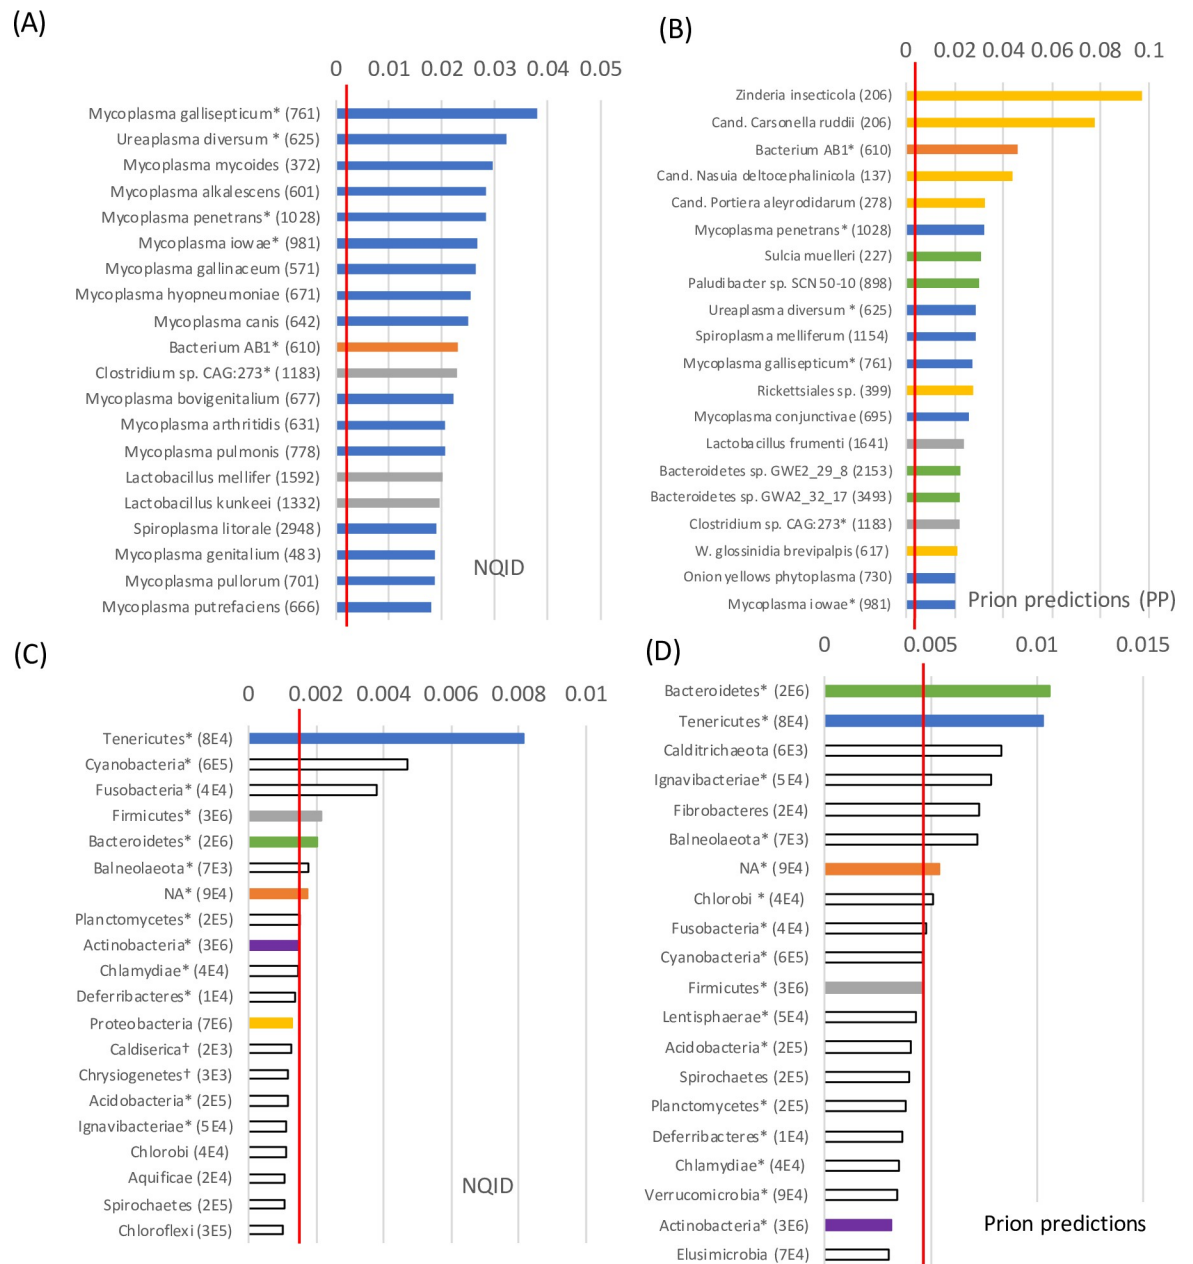 (A)
0 0.01 0.02 0.03 0.04 0.05
Mycoplasma gallisepticum* (761)
Ureaplasma diversum * (625)
Mycoplasma mycoides (372)
Mycoplasma alkalescens (601)
Mycoplasma penetrans* (1028)
Mycoplasma iowae* (981)
Mycoplasma gallinaceum (571)
Mycoplasma hyopneumoniae (671)
Mycoplasma canis (642)
Bacterium AB1* (610)
Clostridium sp. CAG:273* (1183)
Mycoplasma bovigenitalium (677)
Mycoplasma arthritidis (631)
Mycoplasma pulmonis (778)
Lactobacillus mellifer (1592)
Lactobacillus kunkeei (1332)
Spiroplasma litorale (2948)
Mycoplasma genitalium (483)
Mycoplasma pullorum (701)
Mycoplasma putrefaciens (666)
NQID
(B)
0 0.02 0.04 0.06 0.08 0.1
Zinderia insecticola (206)
Cand. Carsonella ruddii (206)
Bacterium AB1* (610)
Cand. Nasuia deltocephalinicola (137)
Cand. Portiera aleyrodidarum (278)
Mycoplasma penetrans* (1028)
Sulcia muelleri (227)
Paludibacter sp. SCN 50-10 (898)
Ureaplasma diversum * (625)
Spiroplasma melliferum (1154)
Mycoplasma gallisepticum* (761)
Rickettsiales sp. (399)
Mycoplasma conjunctivae (695)
Lactobacillus frumenti (1641)
Bacteroidetes sp. GWE2_29_8 (2153)
Bacteroidetes sp. GWA2_32_17 (3493)
Clostridium sp. CAG:273* (1183)
W. glossinidia brevipalpis (617)
Onion yellows phytoplasma (730)
Mycoplasma iowae* (981)
Prion predictions (PP)
(C)
0 0.002 0.004 0.006 0.008 0.01
Tenericutes* (8E4)
Cyanobacteria* (6E5)
Fusobacteria* (4E4)
Firmicutes* (3E6)
Bacteroidetes* (2E6)
Balneolaeota* (7E3)
NA* (9E4)
Planctomycetes* (2E5)
Actinobacteria* (3E6)
Chlamydiae* (4E4)
Deferribacteres* (1E4)
Proteobacteria (7E6)
Caldiserica† (2E3)
Chrysiogenetes† (3E3)
Acidobacteria* (2E5)
Ignavibacteriae* (5E4)
Chlorobi (4E4)
Aquificae (2E4)
Spirochaetes (2E5)
Chloroflexi (3E5)
NQID
(D)
0 0.005 0.01 0.015
Bacteroidetes* (2E6)
Tenericutes* (8E4)
Calditrichaeota (6E3)
Ignavibacteriae* (5E4)
Fibrobacteres (2E4)
Balneolaeota* (7E3)
NA* (9E4)
Chlorobi * (4E4)
Fusobacteria* (4E4)
Cyanobacteria* (6E5)
Firmicutes* (3E6)
Lentisphaerae* (5E4)
Acidobacteria* (2E5)
Spirochaetes (2E5)
Planctomycetes* (2E5)
Deferribacteres* (1E4)
Chlamydiae* (4E4)
Verrucomicrobia* (9E4)
Actinobacteria* (3E6)
Elusimicrobia (7E4)
Prion predictions